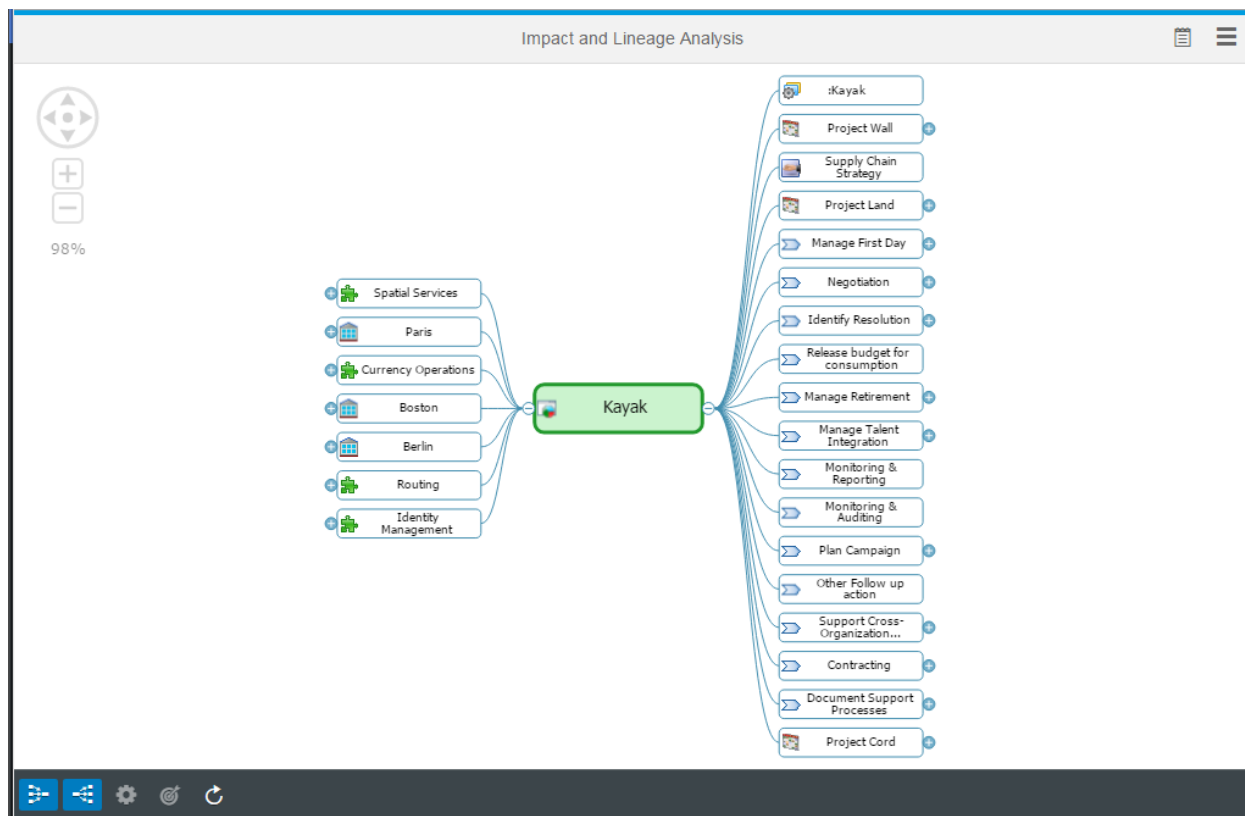 Impact and Lineage Analysis
98%
Spatial Services
Paris
Currency Operations
Boston
Berlin
Routing
Identity
Management
Kayak
:Kayak
Project Wall
Supply Chain
Strategy
Project Land
Manage First Day
Negotiation
Identify Resolution
Release budget for
consumption
Manage Retirement
Manage Talent
Integration
Monitoring &
Reporting
Monitoring &
Auditing
Plan Campaign
Other Follow up
action
Support Cross-
Organization...
Contracting
Document Support
Processes
Project Cord